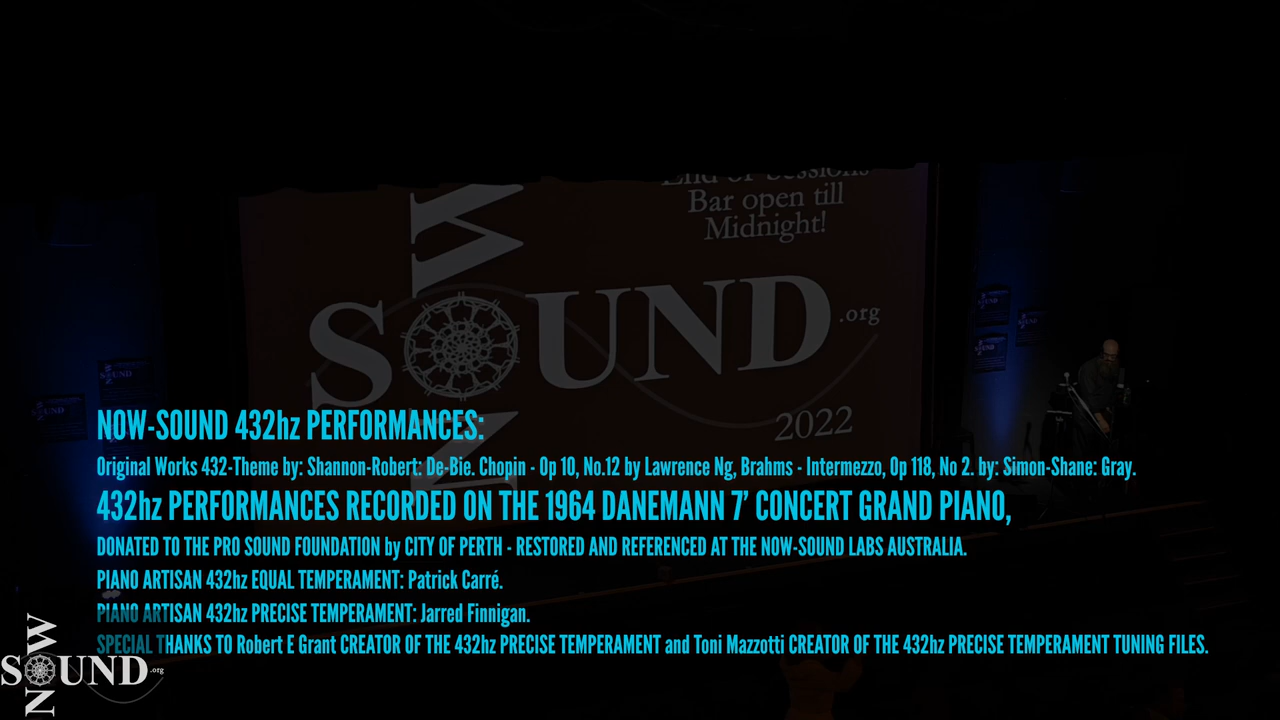 End of Sessions
Bar open till
Midnight!
NOW
SOUND.org
2022
NOW-SOUND 432hz PERFORMANCES:
Original Works 432-Theme by: Shannon-Robert: De-Bie. Chopin - Op 10, No.12 by Lawrence Ng, Brahms - Intermezzo, Op 118, No 2. by: Simon-Shane: Gray.
432hz PERFORMANCES RECORDED ON THE 1964 DANEMANN 7' CONCERT GRAND PIANO,
DONATED TO THE PRO SOUND FOUNDATION by CITY OF PERTH - RESTORED AND REFERENCED AT THE NOW-SOUND LABS AUSTRALIA.
PIANO ARTISAN 432hz EQUAL TEMPERAMENT: Patrick Carré.
PIANO ARTISAN 432hz PRECISE TEMPERAMENT: Jarred Finnigan.
SPECIAL THANKS TO Robert E Grant CREATOR OF THE 432hz PRECISE TEMPERAMENT and Toni Mazzotti CREATOR OF THE 432hz PRECISE TEMPERAMENT TUNING FILES.
NOW
SOUND.org